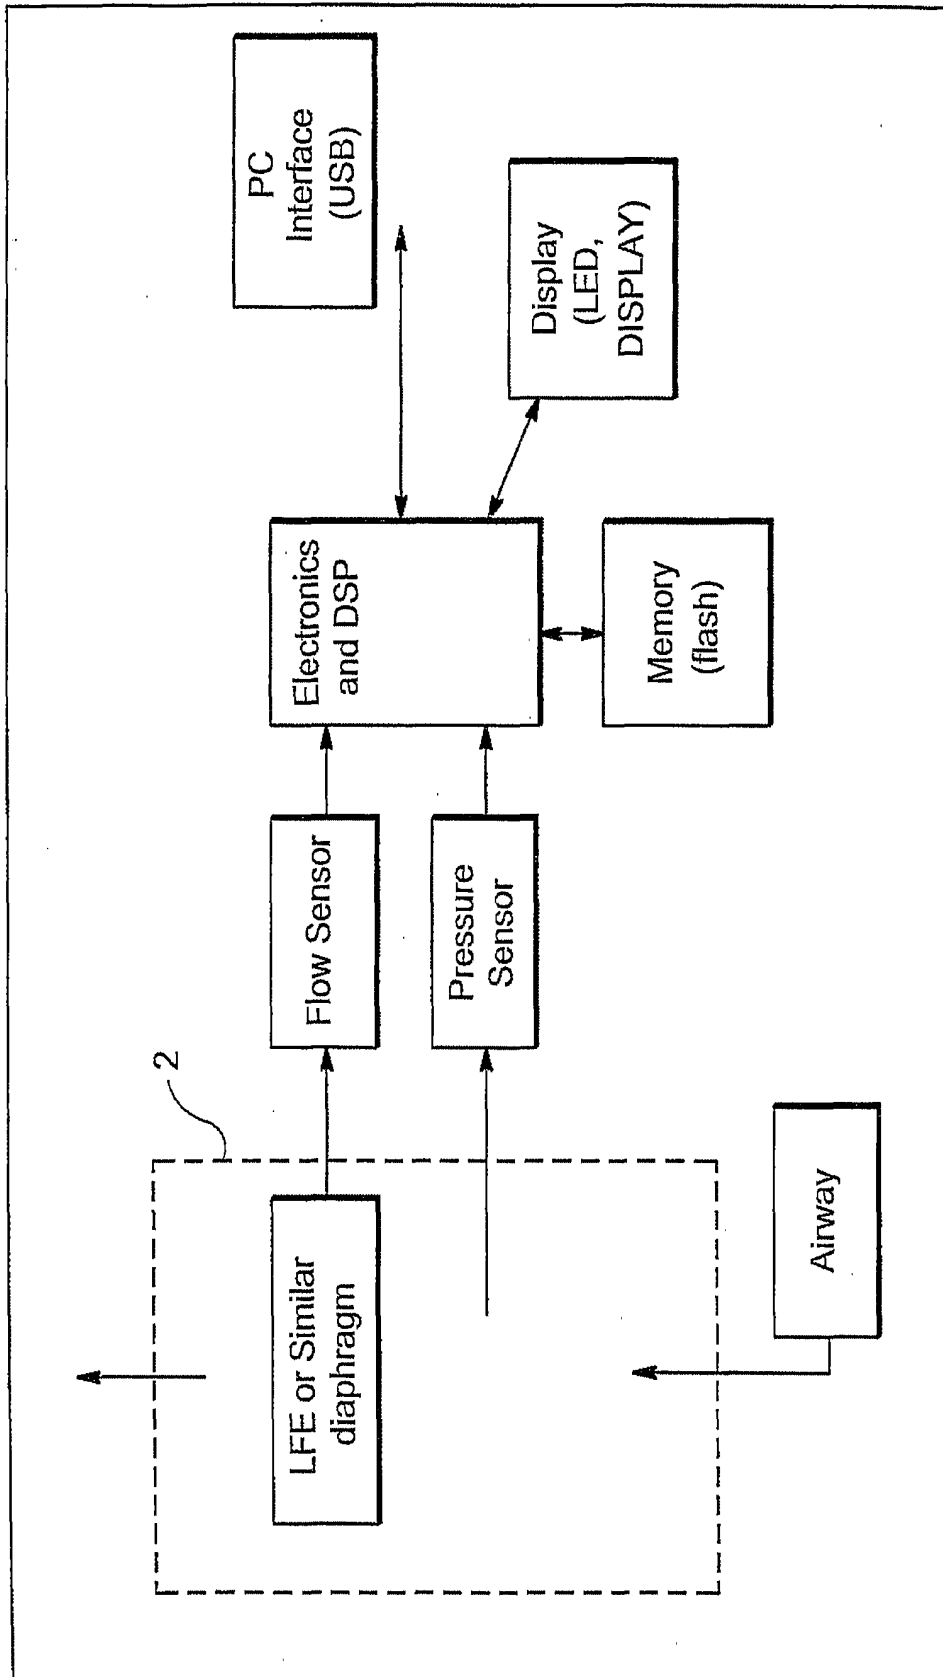 2
LFE or Similar
diaphragm
Airway
Flow Sensor
Pressure
Sensor
Electronics
and DSP
Memory
(flash)
PC
Interface
(USB)
Display
(LED,
DISPLAY)